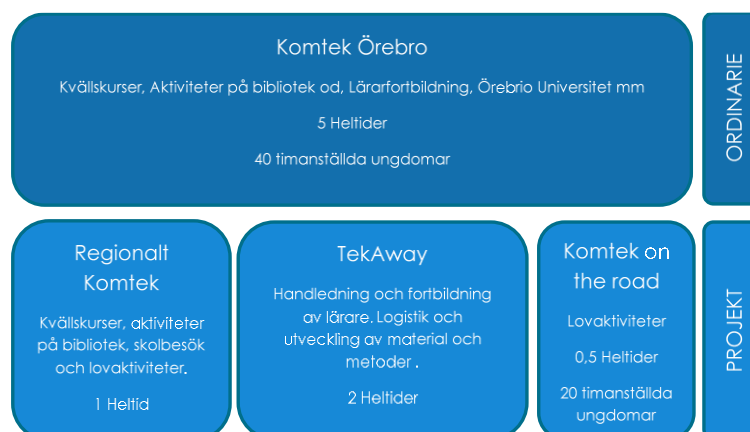 Komtek Örebro
Kvällskurser, Aktiviteter på bibliotek od, Lärarfortbildning, Örebrio Universitet mm
5 Heltider
40 timanställda ungdomar
ORDINARIE
Regionalt
Komtek
Kvällskurser, aktiviteter
på bibliotek, skolbesök
och lovaktiviteter.
1 Heltid
TekAway
Handledning och fortbildning
av lärare. Logistik och
utveckling av material och
metoder .
2 Heltider
Komtek on
the road
Lovaktiviteter
0,5 Heltider
20 timanställda
ungdomar
PROJEKT